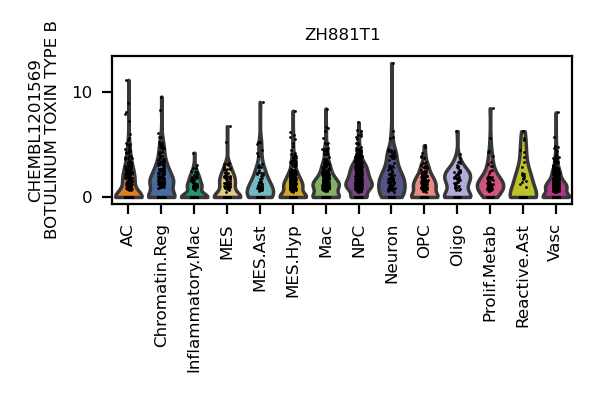 ZH881T1
CHEMBL1201569
BOTULINUM TOXIN TYPE B
10
0
AC
Chromatin.Reg
Inflammatory.Mac
MES
MES.Ast
MES.Hyp
Mac
NPC
Neuron
OPC
Oligo
Prolif.Metab
Reactive.Ast
Vasc